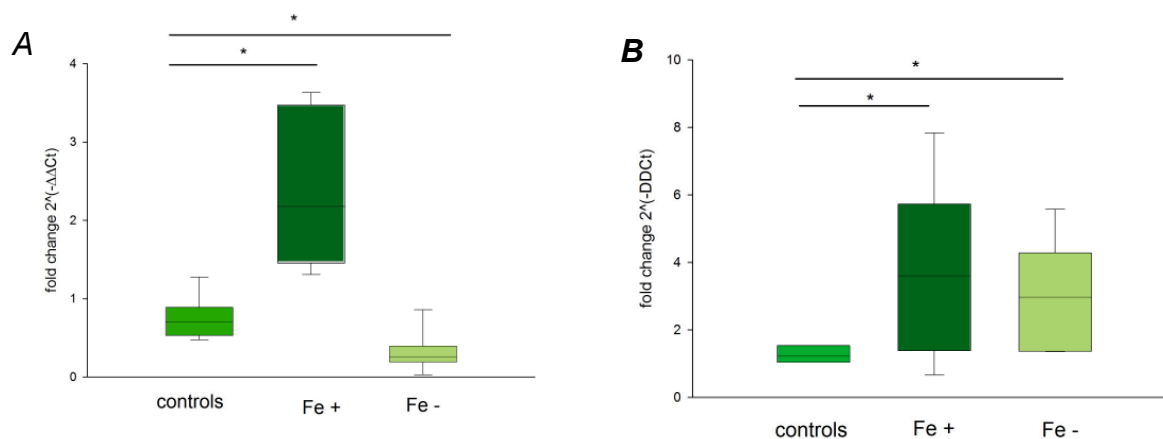 A
*
*
4
3
2
1
0
fold change 2^(-ΔΔCt)
controls
Fe +
Fe -
B
*
*
10
8
6
4
2
0
fold change 2^(-DDCt)
controls
Fe +
Fe -